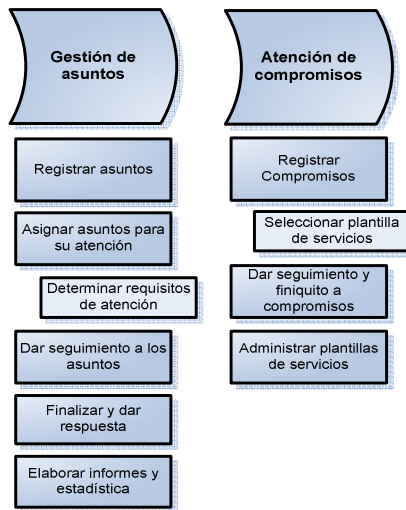 Gestión de
asuntos
Registrar asuntos
Asignar asuntos para
su atención
Determinar requisitos
de atención
Dar seguimiento a los
asuntos
Finalizar y dar
respuesta
Elaborar informes y
estadística
Atención de
compromisos
Registrar
Compromisos
Seleccionar plantilla
de servicios
Dar seguimiento y
finiquito a
compromisos
Administrar plantillas
de servicios